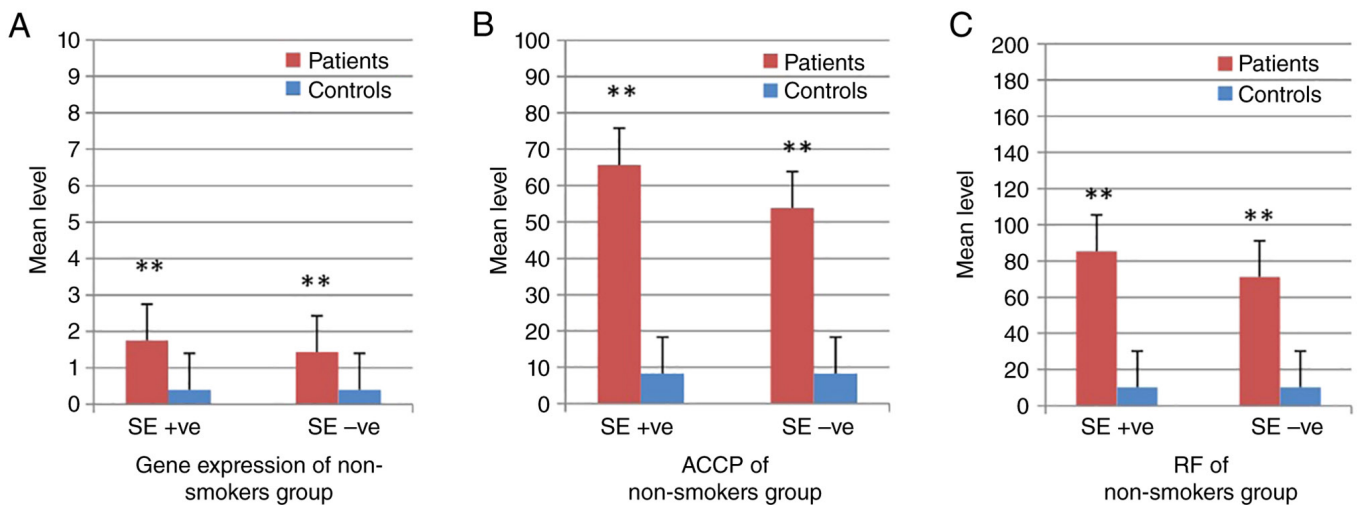 A
10
9
8
7
6
5
4
3
2
1
0
Mean level
Patients
Controls
**
**
SE +ve
SE –ve
Gene expression of non-
smokers group
B
100
90
80
70
60
50
40
30
20
10
0
Mean level
Patients
Controls
**
**
SE +ve
SE –ve
ACCP of
non-smokers group
C
200
180
160
140
120
100
80
60
40
20
0
Mean level
Patients
Controls
**
**
SE +ve
SE –ve
RF of
non-smokers group